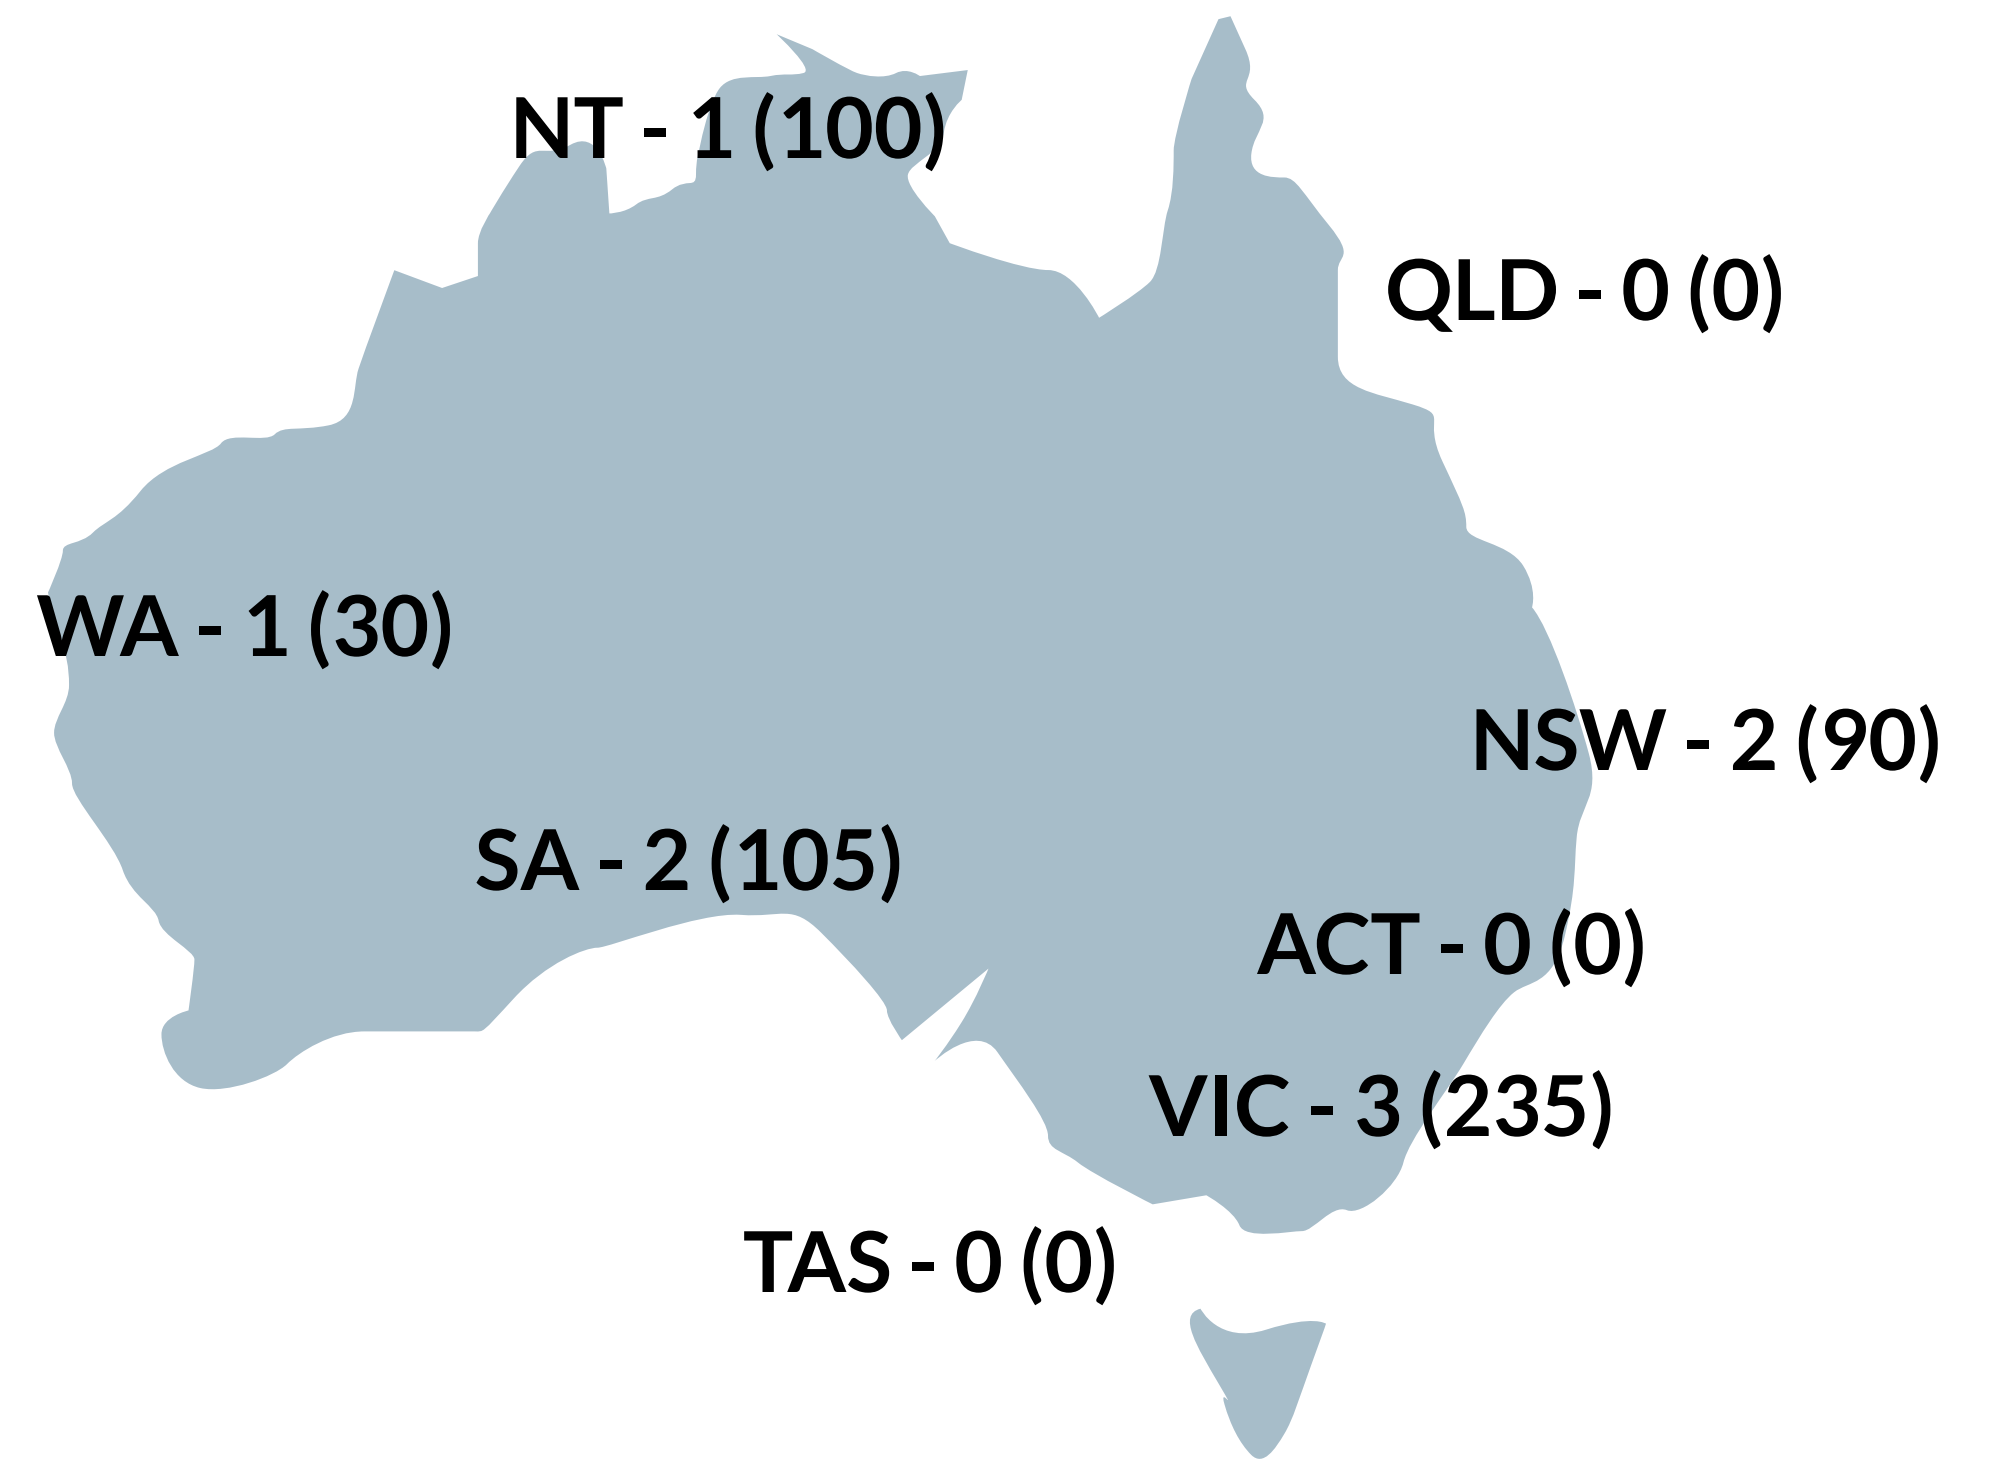 NT - 1 (100)
QLD - 0 (0)
WA - 1 (30)
NSW - 2 (90)
SA - 2 (105)
ACT - 0 (0)
VIC - 3 (235)
TAS - 0 (0)